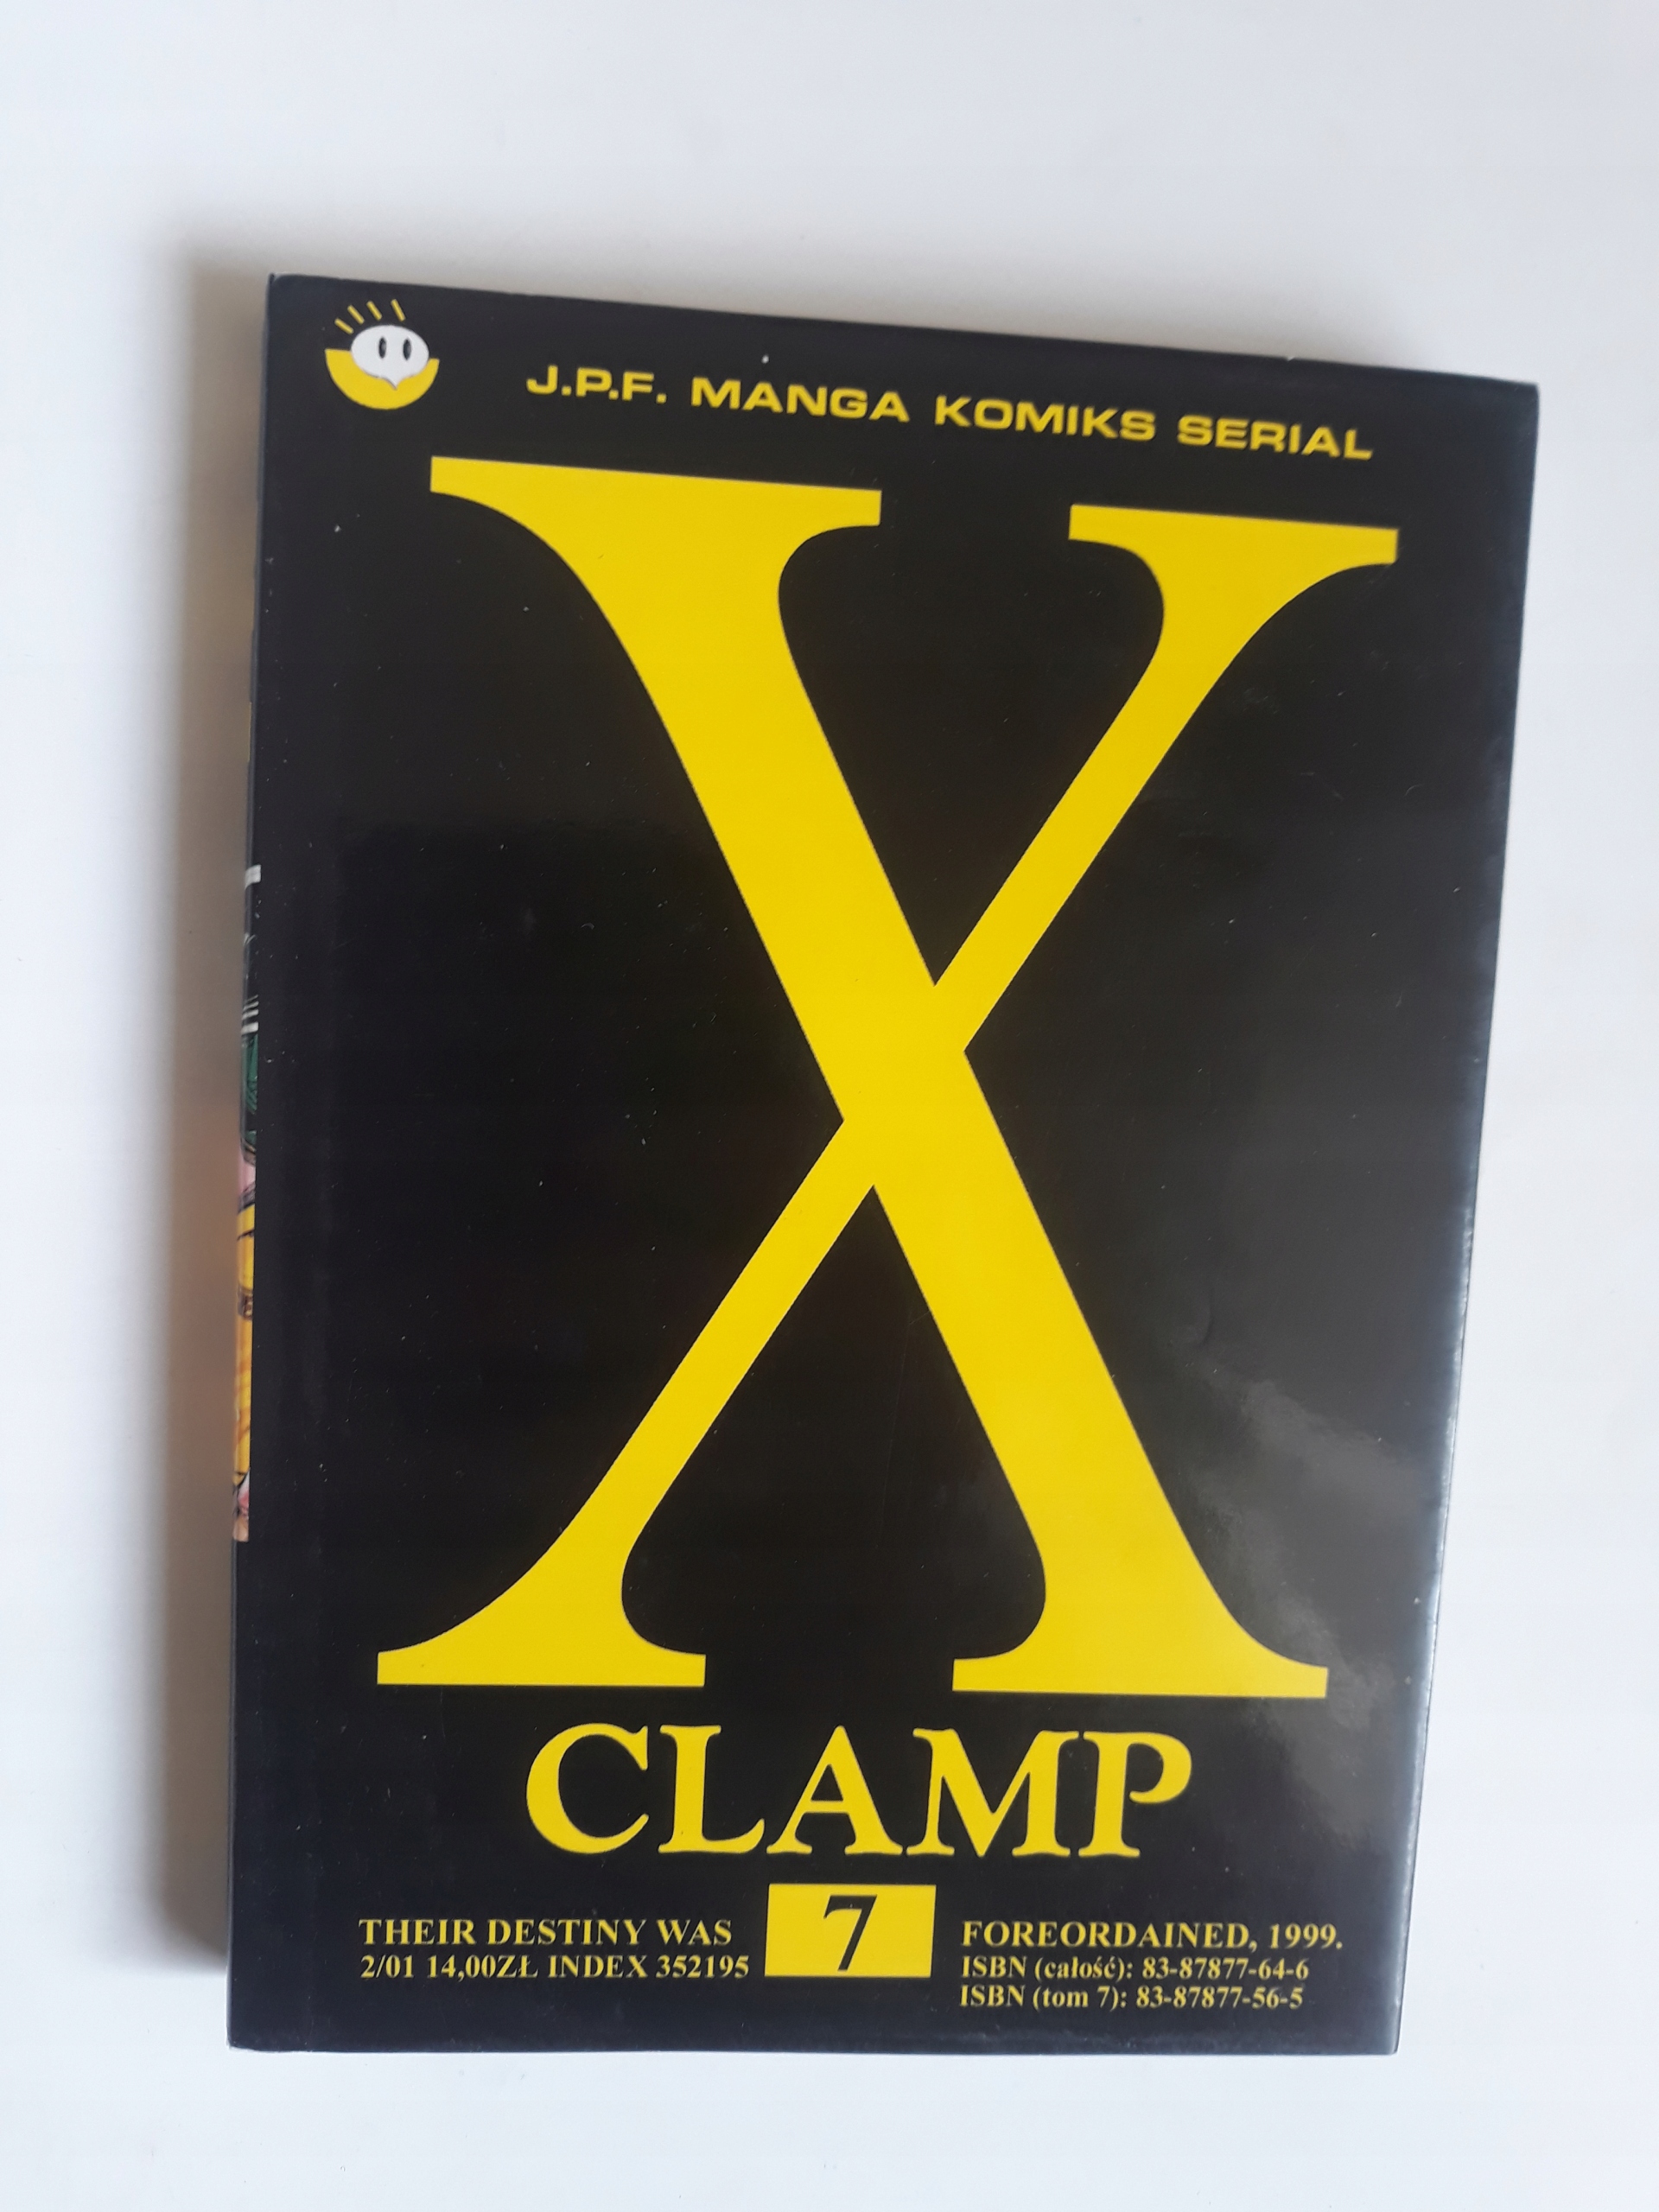 J.P.F. MANGA KOMIKS SERIAL
X
CLAMP
7
THEIR DESTINY WAS
2/01 14,00ZŁ INDEX 352195
FOREORDAINED, 1999.
ISBN (całość): 83-87877-64-6
ISBN (tom 7): 83-87877-56-5